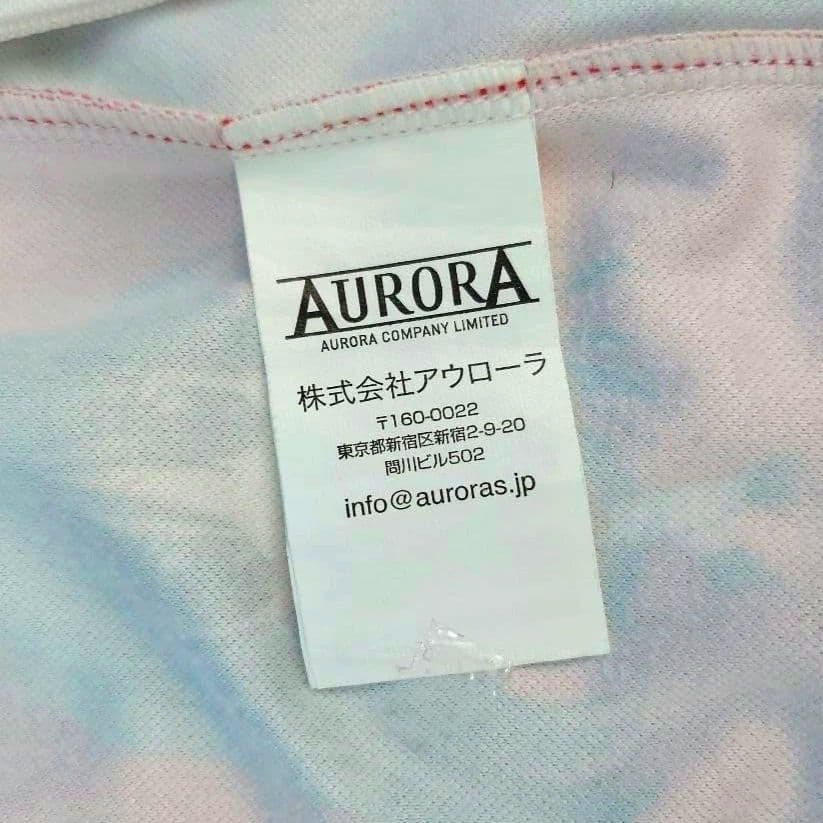 AURORA
AURORA COMPANY LIMITED
株式会社アウローラ
〒160-0022
東京都新宿区新宿2-9-20
問川ビル502
info@auroras.jp